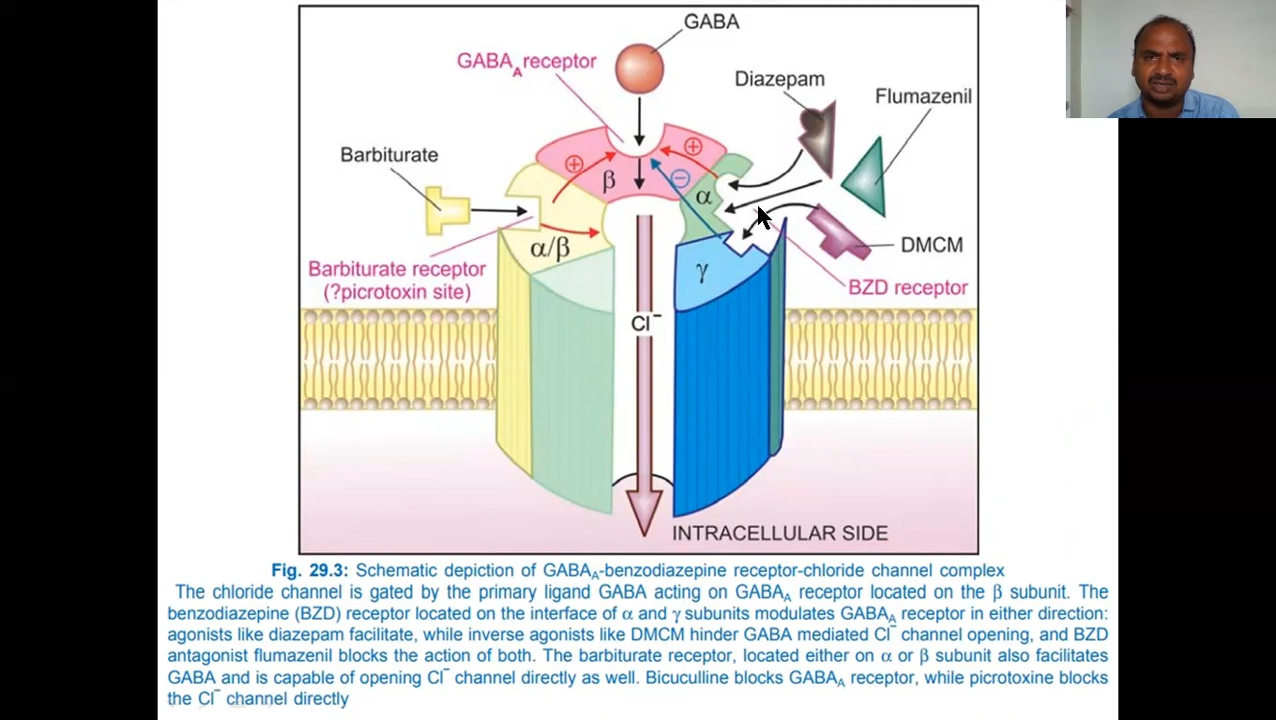 GABA
GABA_A receptor
Diazepam
Flumazenil
Barbiturate
β
α
α/β
γ
DMCM
Barbiturate receptor
(?picrotoxin site)
BZD receptor
Cl⁻
INTRACELLULAR SIDE
Fig. 29.3: Schematic depiction of GABA_A-benzodiazepine receptor-chloride channel complex
The chloride channel is gated by the primary ligand GABA acting on GABA_A receptor located on the β subunit. The
benzodiazepine (BZD) receptor located on the interface of α and γ subunits modulates GABA_A receptor in either direction:
agonists like diazepam facilitate, while inverse agonists like DMCM hinder GABA mediated Cl⁻ channel opening, and BZD
antagonist flumazenil blocks the action of both. The barbiturate receptor, located either on α or β subunit also facilitates
GABA and is capable of opening Cl⁻ channel directly as well. Bicuculline blocks GABA_A receptor, while picrotoxine blocks
the Cl⁻ channel directly